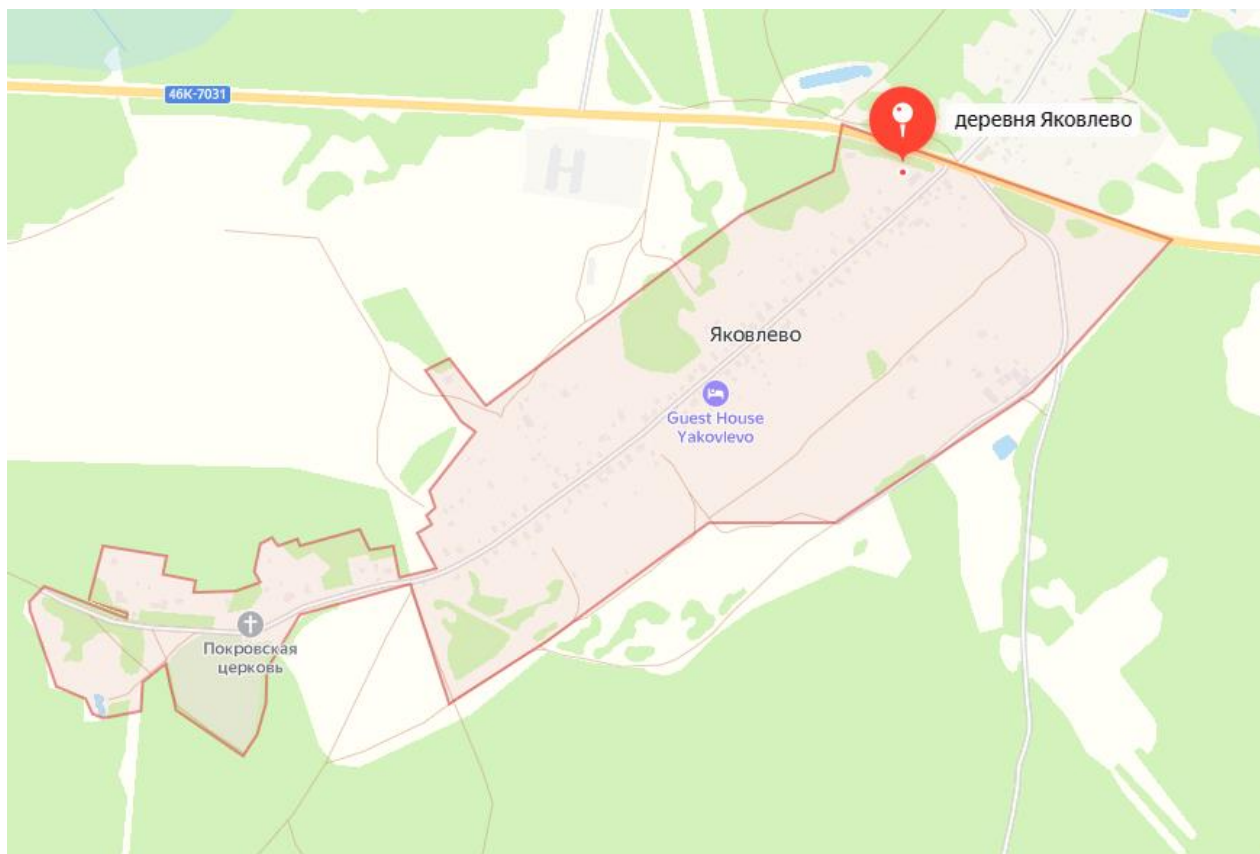 46К-7031
деревня Яковлево
Яковлево
Guest House
Yakovlevo
Покровская
церковь